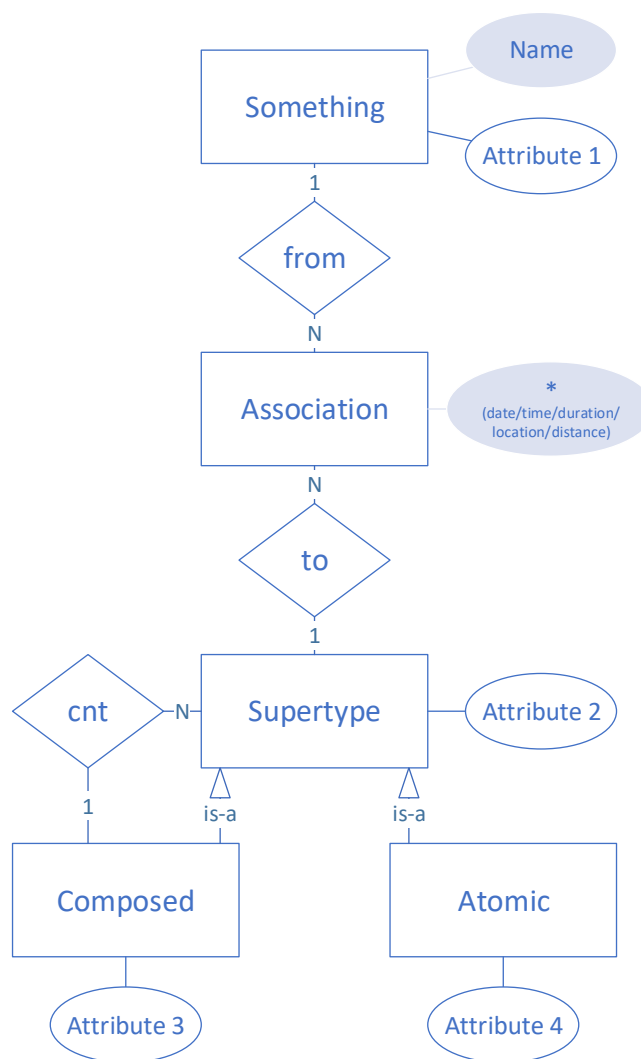 Name
Something
Attribute 1
1
from
N
Association
*
(date/time/duration/
location/distance)
N
to
1
cnt
N
Supertype
Attribute 2
1
is-a
is-a
Composed
Atomic
Attribute 3
Attribute 4